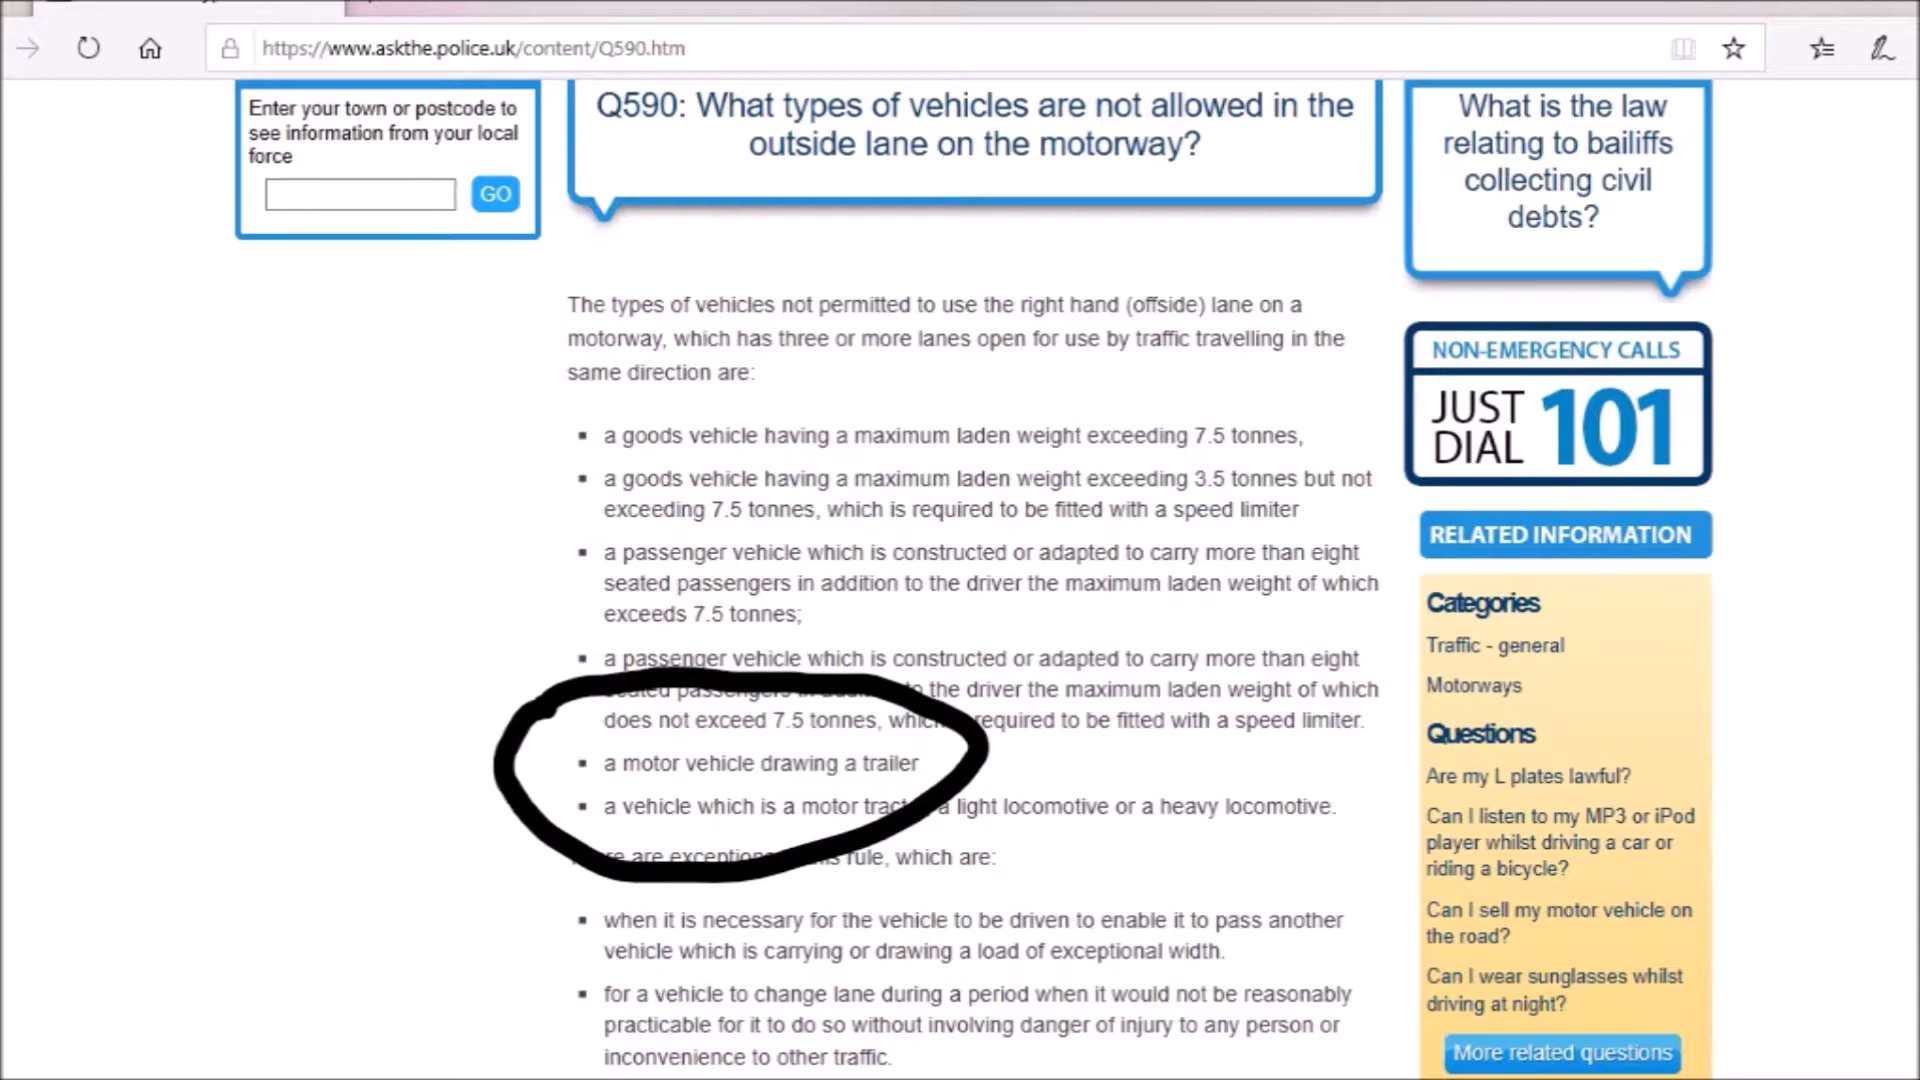 https://www.askthe.police.uk/content/Q590.htm
Enter your town or postcode to
see information from your local
force
GO
Q590: What types of vehicles are not allowed in the
outside lane on the motorway?
The types of vehicles not permitted to use the right hand (offside) lane on a
motorway, which has three or more lanes open for use by traffic travelling in the
same direction are:
▪ a goods vehicle having a maximum laden weight exceeding 7.5 tonnes,
▪ a goods vehicle having a maximum laden weight exceeding 3.5 tonnes but not
exceeding 7.5 tonnes, which is required to be fitted with a speed limiter
▪ a passenger vehicle which is constructed or adapted to carry more than eight
seated passengers in addition to the driver the maximum laden weight of which
exceeds 7.5 tonnes;
▪ a passenger vehicle which is constructed or adapted to carry more than eight
seated passengers in addition to the driver the maximum laden weight of which
does not exceed 7.5 tonnes, which required to be fitted with a speed limiter.
▪ a motor vehicle drawing a trailer
▪ a vehicle which is a motor a light locomotive or a heavy locomotive.
are exceptions rule, which are:
▪ when it is necessary for the vehicle to be driven to enable it to pass another
vehicle which is carrying or drawing a load of exceptional width.
▪ for a vehicle to change lane during a period when it would not be reasonably
practicable for it to do so without involving danger of injury to any person or
inconvenience to other traffic.
What is the law
relating to bailiffs
collecting civil
debts?
NON-EMERGENCY CALLS
JUST
DIAL 101
RELATED INFORMATION
Categories
Traffic - general
Motorways
Questions
Are my L plates lawful?
Can I listen to my MP3 or iPod
player whilst driving a car or
riding a bicycle?
Can I sell my motor vehicle on
the road?
Can I wear sunglasses whilst
driving at night?
More related questions